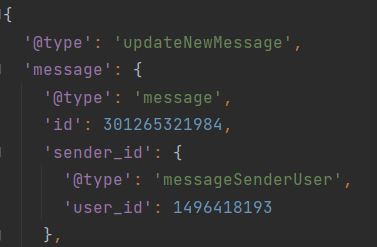 {
'@type': 'updateNewMessage',
'message': {
'@type': 'message',
'id': 301265321984,
'sender_id': {
'@type': 'messageSenderUser',
'user_id': 1496418193
},